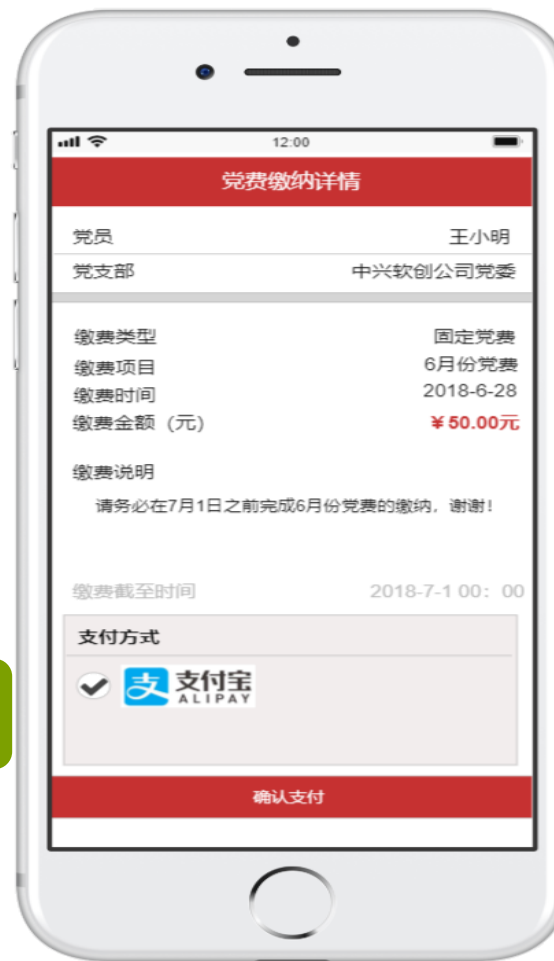 12:00
党费缴纳详情
党员 王小明
党支部 中兴软创公司党委
缴费类型 固定党费
缴费项目 6月份党费
缴费时间 2018-6-28
缴费金额（元） ￥50.00元
缴费说明
请务必在7月1日之前完成6月份党费的缴纳，谢谢！
缴费截至时间 2018-7-1 00：00
支付方式
支 支付宝
ALIPAY
确认支付